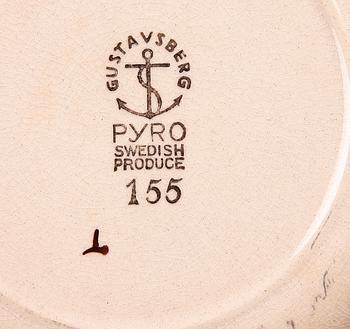 GUSTAVSBERG
PYRO
SWEDISH
PRODUCE
155